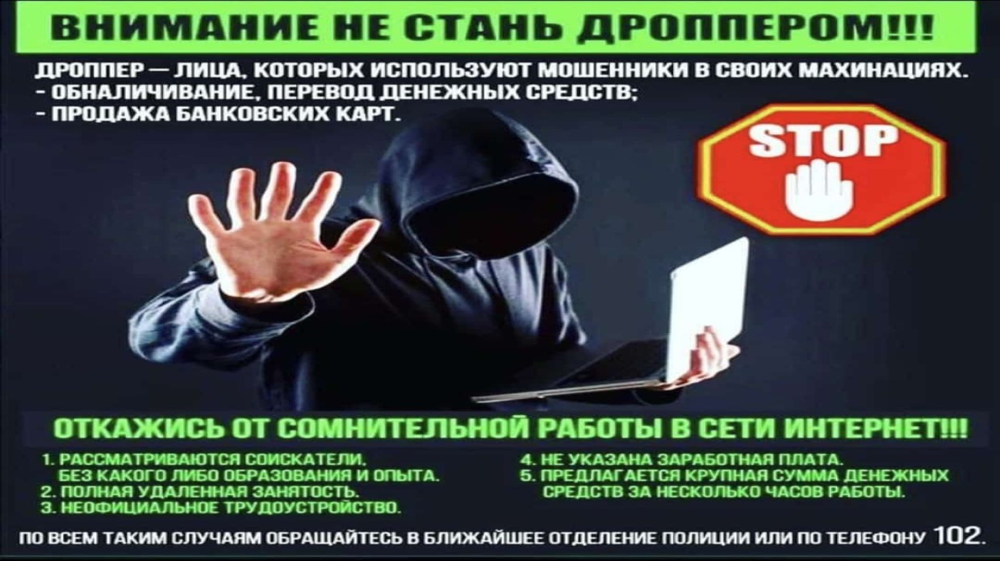 ВНИМАНИЕ НЕ СТАНЬ ДРОППЕРОМ!!!
ДРОППЕР — ЛИЦА, КОТОРЫХ ИСПОЛЬЗУЮТ МОШЕННИКИ В СВОИХ МАХИНАЦИЯХ.
- ОБНАЛИЧИВАНИЕ, ПЕРЕВОД ДЕНЕЖНЫХ СРЕДСТВ;
- ПРОДАЖА БАНКОВСКИХ КАРТ.
STOP
ОТКАЖИСЬ ОТ СОМНИТЕЛЬНОЙ РАБОТЫ В СЕТИ ИНТЕРНЕТ!!!
1. РАССМАТРИВАЮТСЯ СОИСКАТЕЛИ,
БЕЗ КАКОГО ЛИБО ОБРАЗОВАНИЯ И ОПЫТА.
2. ПОЛНАЯ УДАЛЕННАЯ ЗАНЯТОСТЬ.
3. НЕОФИЦИАЛЬНОЕ ТРУДОУСТРОЙСТВО.
4. НЕ УКАЗАНА ЗАРАБОТНАЯ ПЛАТА.
5. ПРЕДЛАГАЕТСЯ КРУПНАЯ СУММА ДЕНЕЖНЫХ
СРЕДСТВ ЗА НЕСКОЛЬКО ЧАСОВ РАБОТЫ.
ПО ВСЕМ ТАКИМ СЛУЧАЯМ ОБРАЩАЙТЕСЬ В БЛИЖАЙШЕЕ ОТДЕЛЕНИЕ ПОЛИЦИИ ИЛИ ПО ТЕЛЕФОНУ 102.